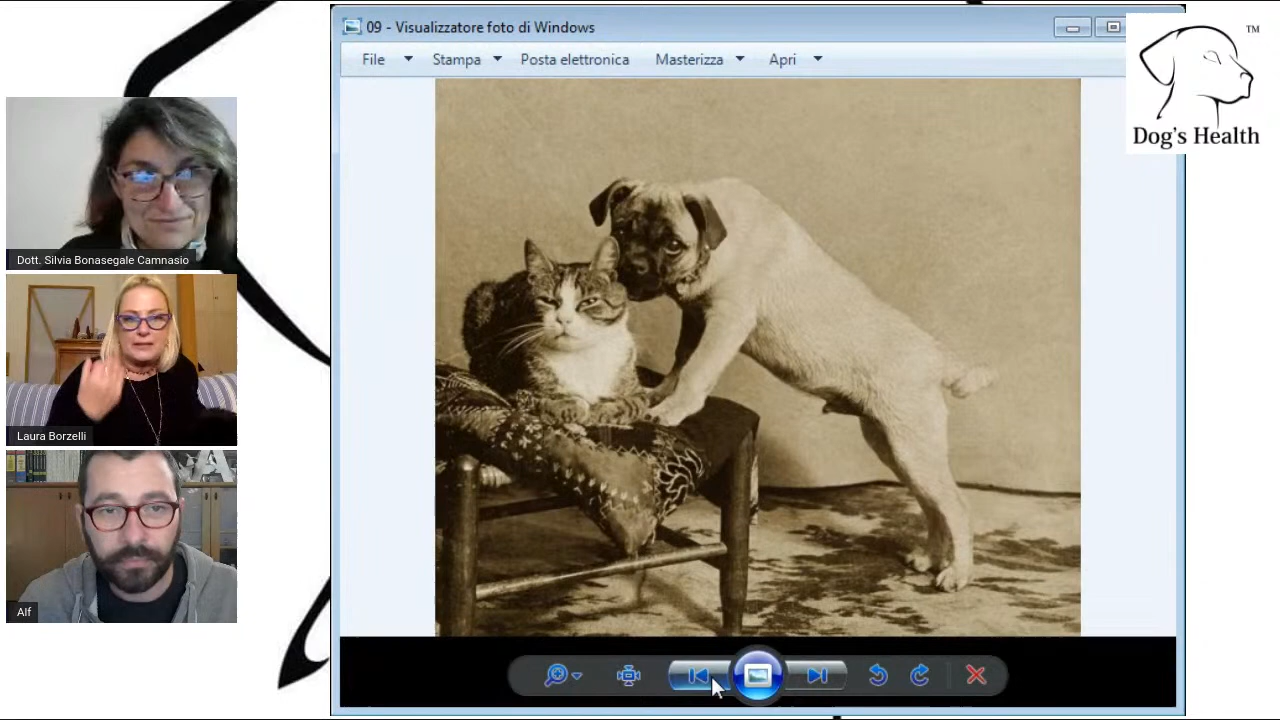 09 - Visualizzatore foto di Windows
File Stampa Posta elettronica Masterizza Apri
TM
Dog's Health
Dott. Silvia Bonasegale Camnasio
Laura Borzelli
Alf